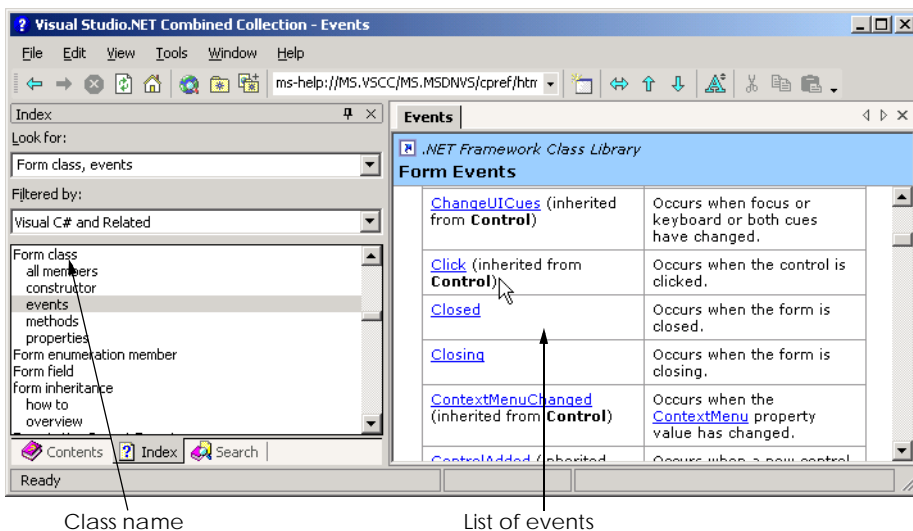 Visual Studio.NET Combined Collection - Events
File Edit View Tools Window Help
ms-help://MS.VSCC/MS.MSDNVS/cpref/htm
Index
Look for:
Form class, events
Filtered by:
Visual C# and Related
Form class
all members
constructor
events
methods
properties
Form enumeration member
Form field
form inheritance
how to
overview
Contents Index Search
Ready
Events
.NET Framework Class Library
Form Events
ChangeUICues (inherited
from Control)
Occurs when focus or
keyboard or both cues
have changed.
Click (inherited from
Control)
Occurs when the control is
clicked.
Closed
Occurs when the form is
closed.
Closing
Occurs when the form is
closing.
ContextMenuChanged
(inherited from Control)
Occurs when the
ContextMenu property
value has changed.
ControlAdded (inherited
Occurs when a new control
Class name
List of events